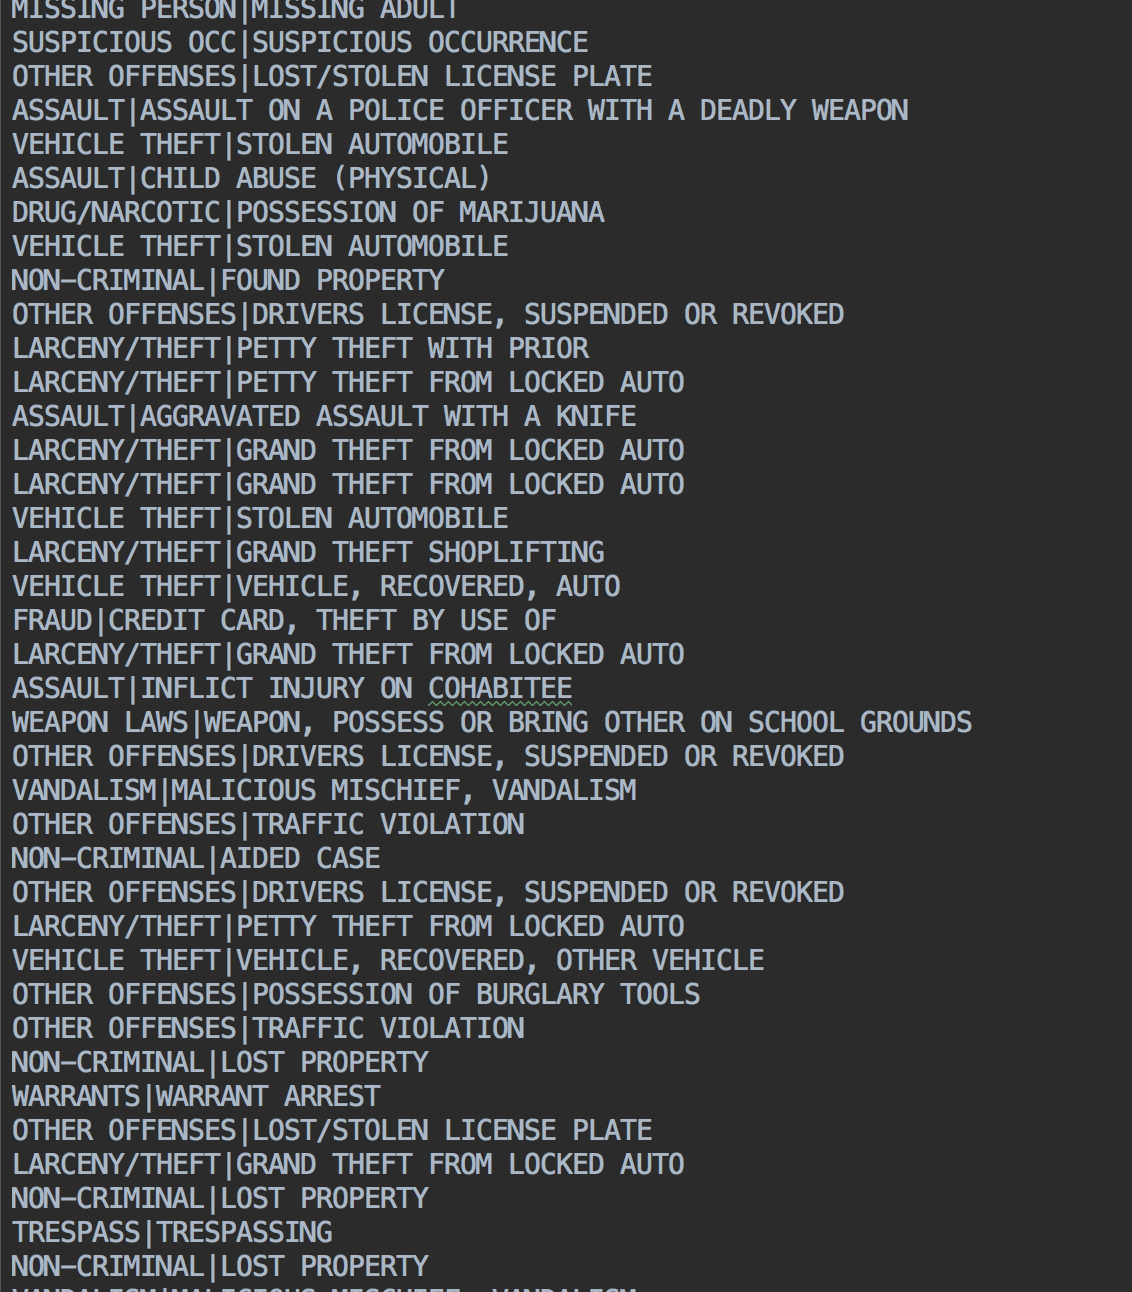 MISSING PERSON|MISSING ADULT
SUSPICIOUS OCC|SUSPICIOUS OCCURRENCE
OTHER OFFENSES|LOST/STOLEN LICENSE PLATE
ASSAULT|ASSAULT ON A POLICE OFFICER WITH A DEADLY WEAPON
VEHICLE THEFT|STOLEN AUTOMOBILE
ASSAULT|CHILD ABUSE (PHYSICAL)
DRUG/NARCOTIC|POSSESSION OF MARIJUANA
VEHICLE THEFT|STOLEN AUTOMOBILE
NON-CRIMINAL|FOUND PROPERTY
OTHER OFFENSES|DRIVERS LICENSE, SUSPENDED OR REVOKED
LARCENY/THEFT|PETTY THEFT WITH PRIOR
LARCENY/THEFT|PETTY THEFT FROM LOCKED AUTO
ASSAULT|AGGRAVATED ASSAULT WITH A KNIFE
LARCENY/THEFT|GRAND THEFT FROM LOCKED AUTO
LARCENY/THEFT|GRAND THEFT FROM LOCKED AUTO
VEHICLE THEFT|STOLEN AUTOMOBILE
LARCENY/THEFT|GRAND THEFT SHOPLIFTING
VEHICLE THEFT|VEHICLE, RECOVERED, AUTO
FRAUD|CREDIT CARD, THEFT BY USE OF
LARCENY/THEFT|GRAND THEFT FROM LOCKED AUTO
ASSAULT|INFLICT INJURY ON COHABITEE
WEAPON LAWS|WEAPON, POSSESS OR BRING OTHER ON SCHOOL GROUNDS
OTHER OFFENSES|DRIVERS LICENSE, SUSPENDED OR REVOKED
VANDALISM|MALICIOUS MISCHIEF, VANDALISM
OTHER OFFENSES|TRAFFIC VIOLATION
NON-CRIMINAL|AIDED CASE
OTHER OFFENSES|DRIVERS LICENSE, SUSPENDED OR REVOKED
LARCENY/THEFT|PETTY THEFT FROM LOCKED AUTO
VEHICLE THEFT|VEHICLE, RECOVERED, OTHER VEHICLE
OTHER OFFENSES|POSSESSION OF BURGLARY TOOLS
OTHER OFFENSES|TRAFFIC VIOLATION
NON-CRIMINAL|LOST PROPERTY
WARRANTS|WARRANT ARREST
OTHER OFFENSES|LOST/STOLEN LICENSE PLATE
LARCENY/THEFT|GRAND THEFT FROM LOCKED AUTO
NON-CRIMINAL|LOST PROPERTY
TRESPASS|TRESPASSING
NON-CRIMINAL|LOST PROPERTY